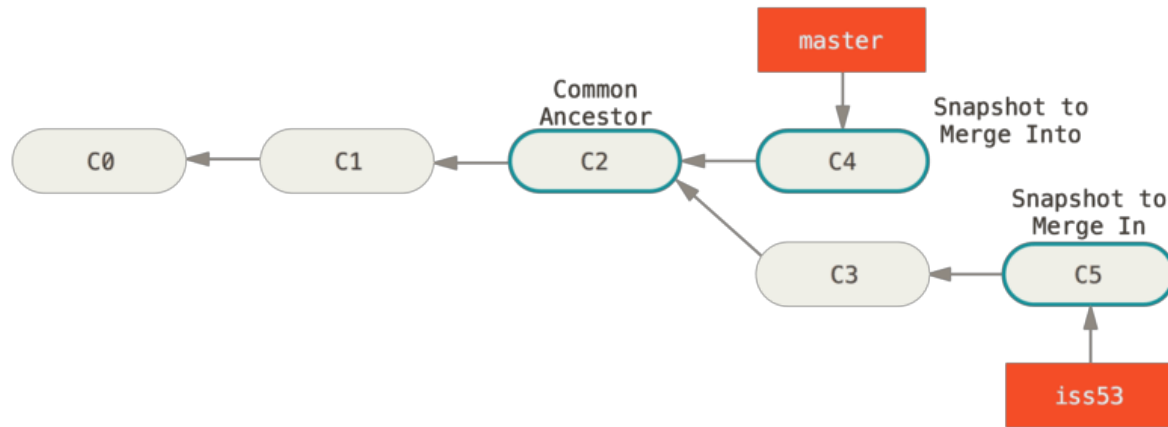 master
Common
Ancestor
Snapshot to
Merge Into
C0
C1
C2
C4
Snapshot to
Merge In
C3
C5
iss53